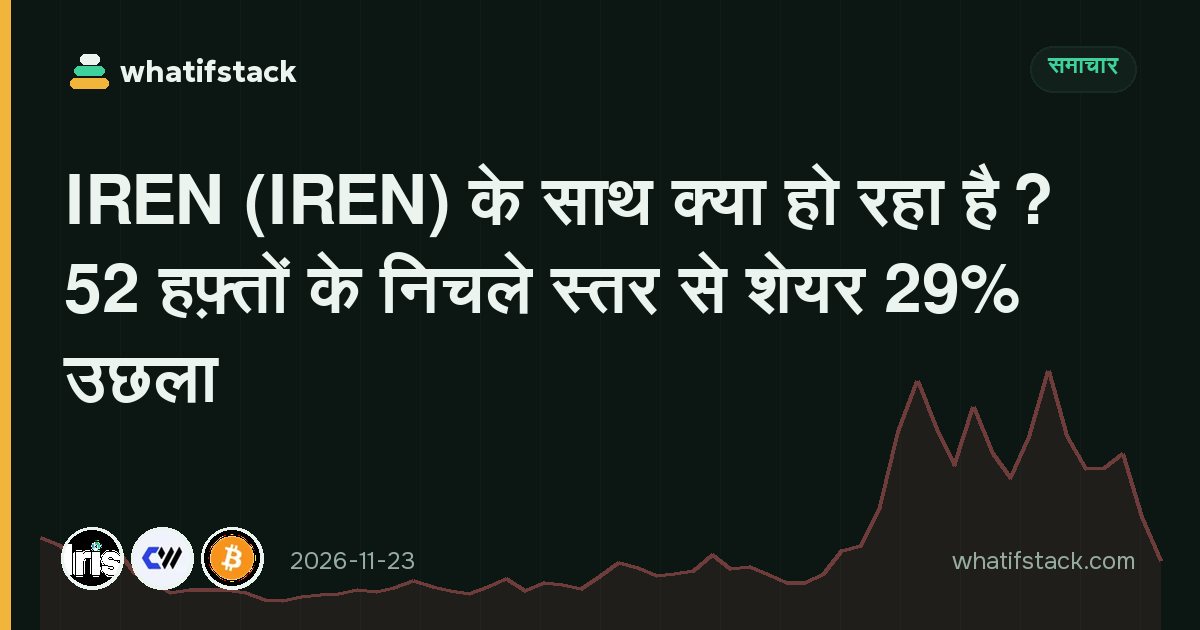 whatifstack
समाचार
IREN (IREN) के साथ क्या हो रहा है ?
52 हफ़्तों के निचले स्तर से शेयर 29%
उछला
Iris
2026-11-23
whatifstack.com